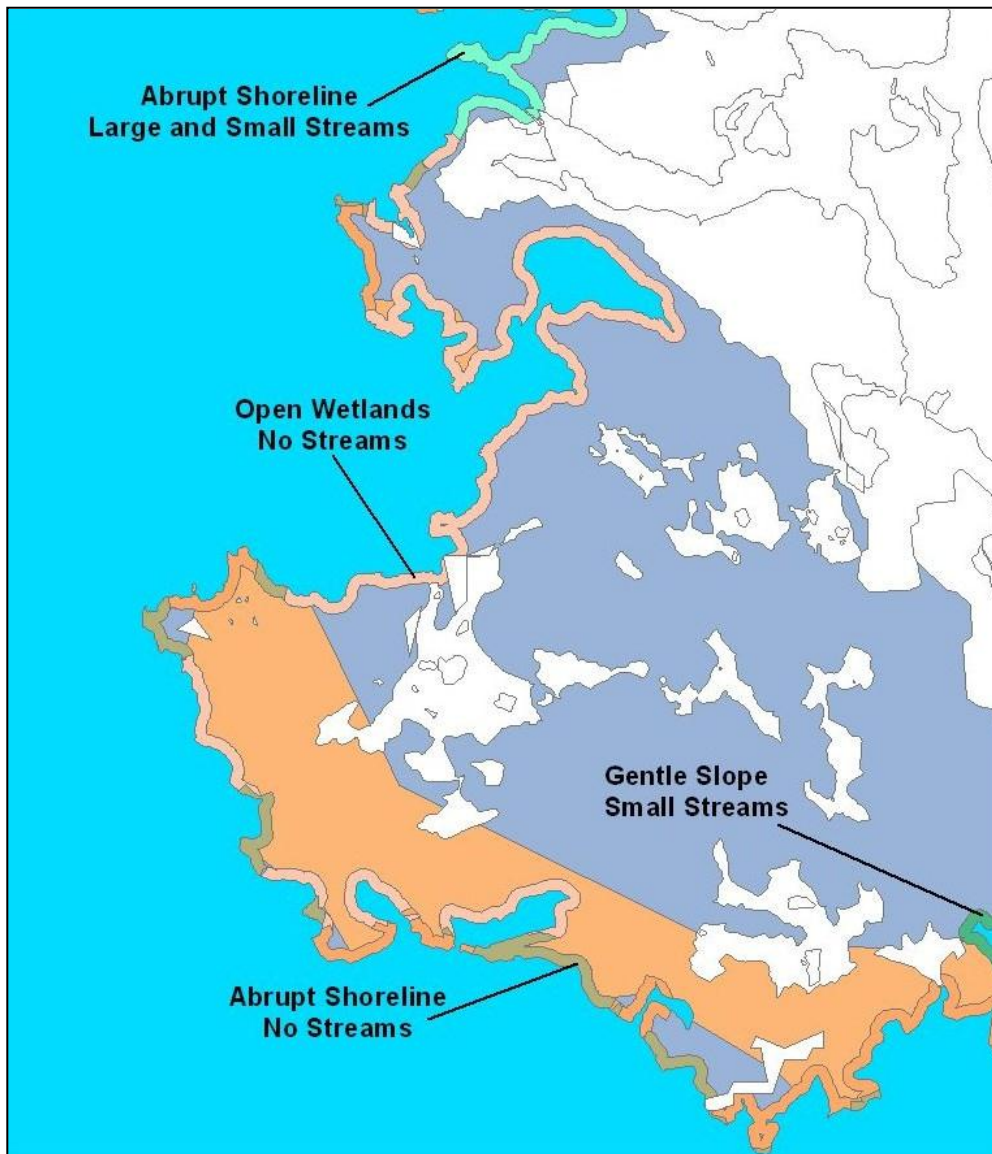 Abrupt Shoreline
Large and Small Streams
Open Wetlands
No Streams
Gentle Slope
Small Streams
Abrupt Shoreline
No Streams